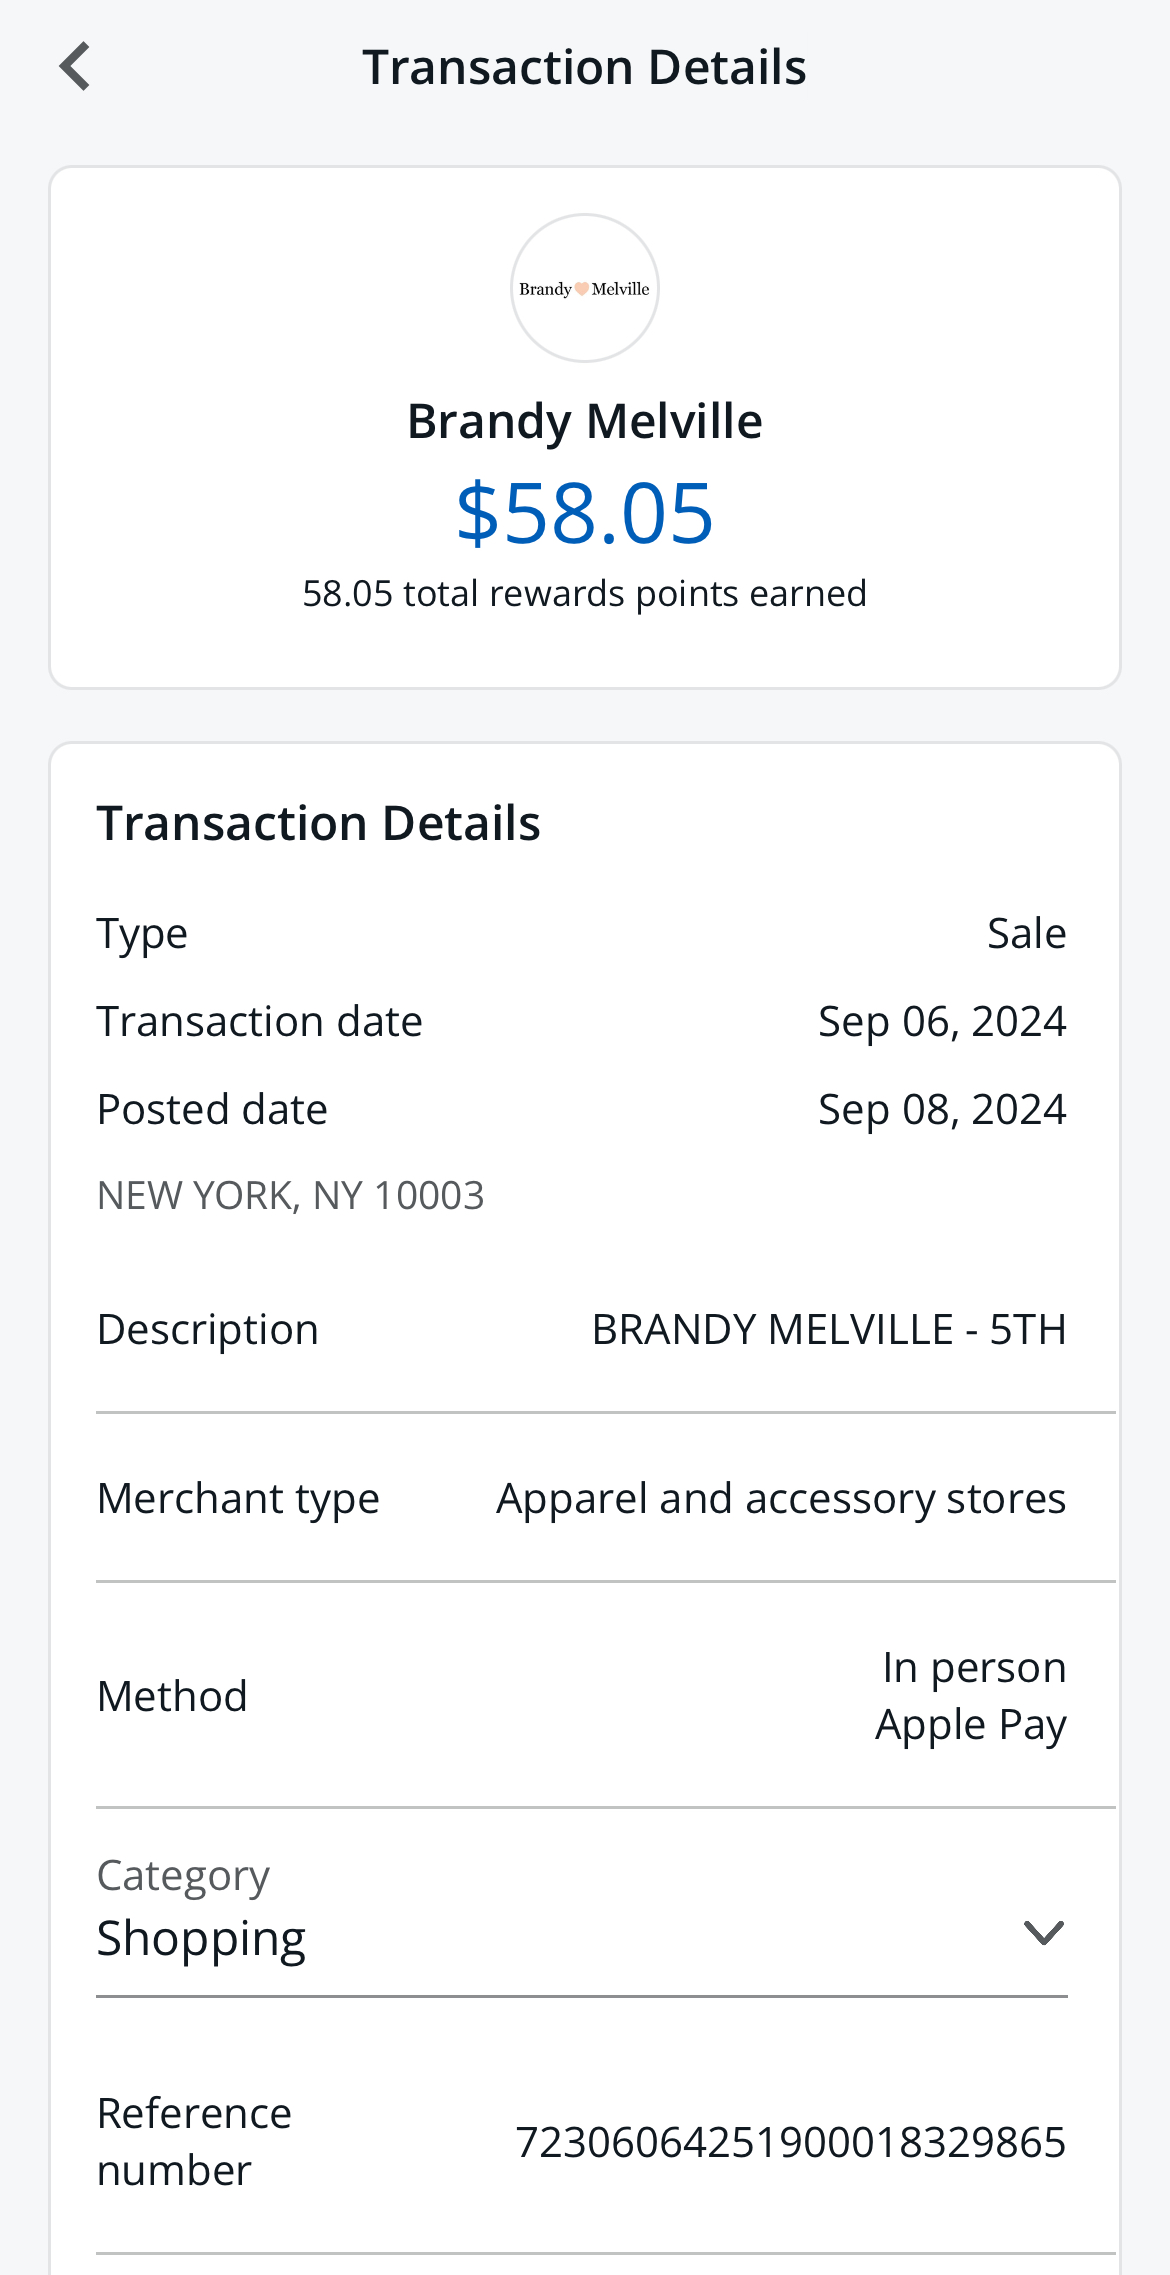 Transaction Details
Brandy Melville
Brandy Melville
$58.05
58.05 total rewards points earned
Transaction Details
Type Sale
Transaction date Sep 06, 2024
Posted date Sep 08, 2024
NEW YORK, NY 10003
Description BRANDY MELVILLE - 5TH
Merchant type Apparel and accessory stores
Method In person
Apple Pay
Category
Shopping
Reference
number 72306064251900018329865